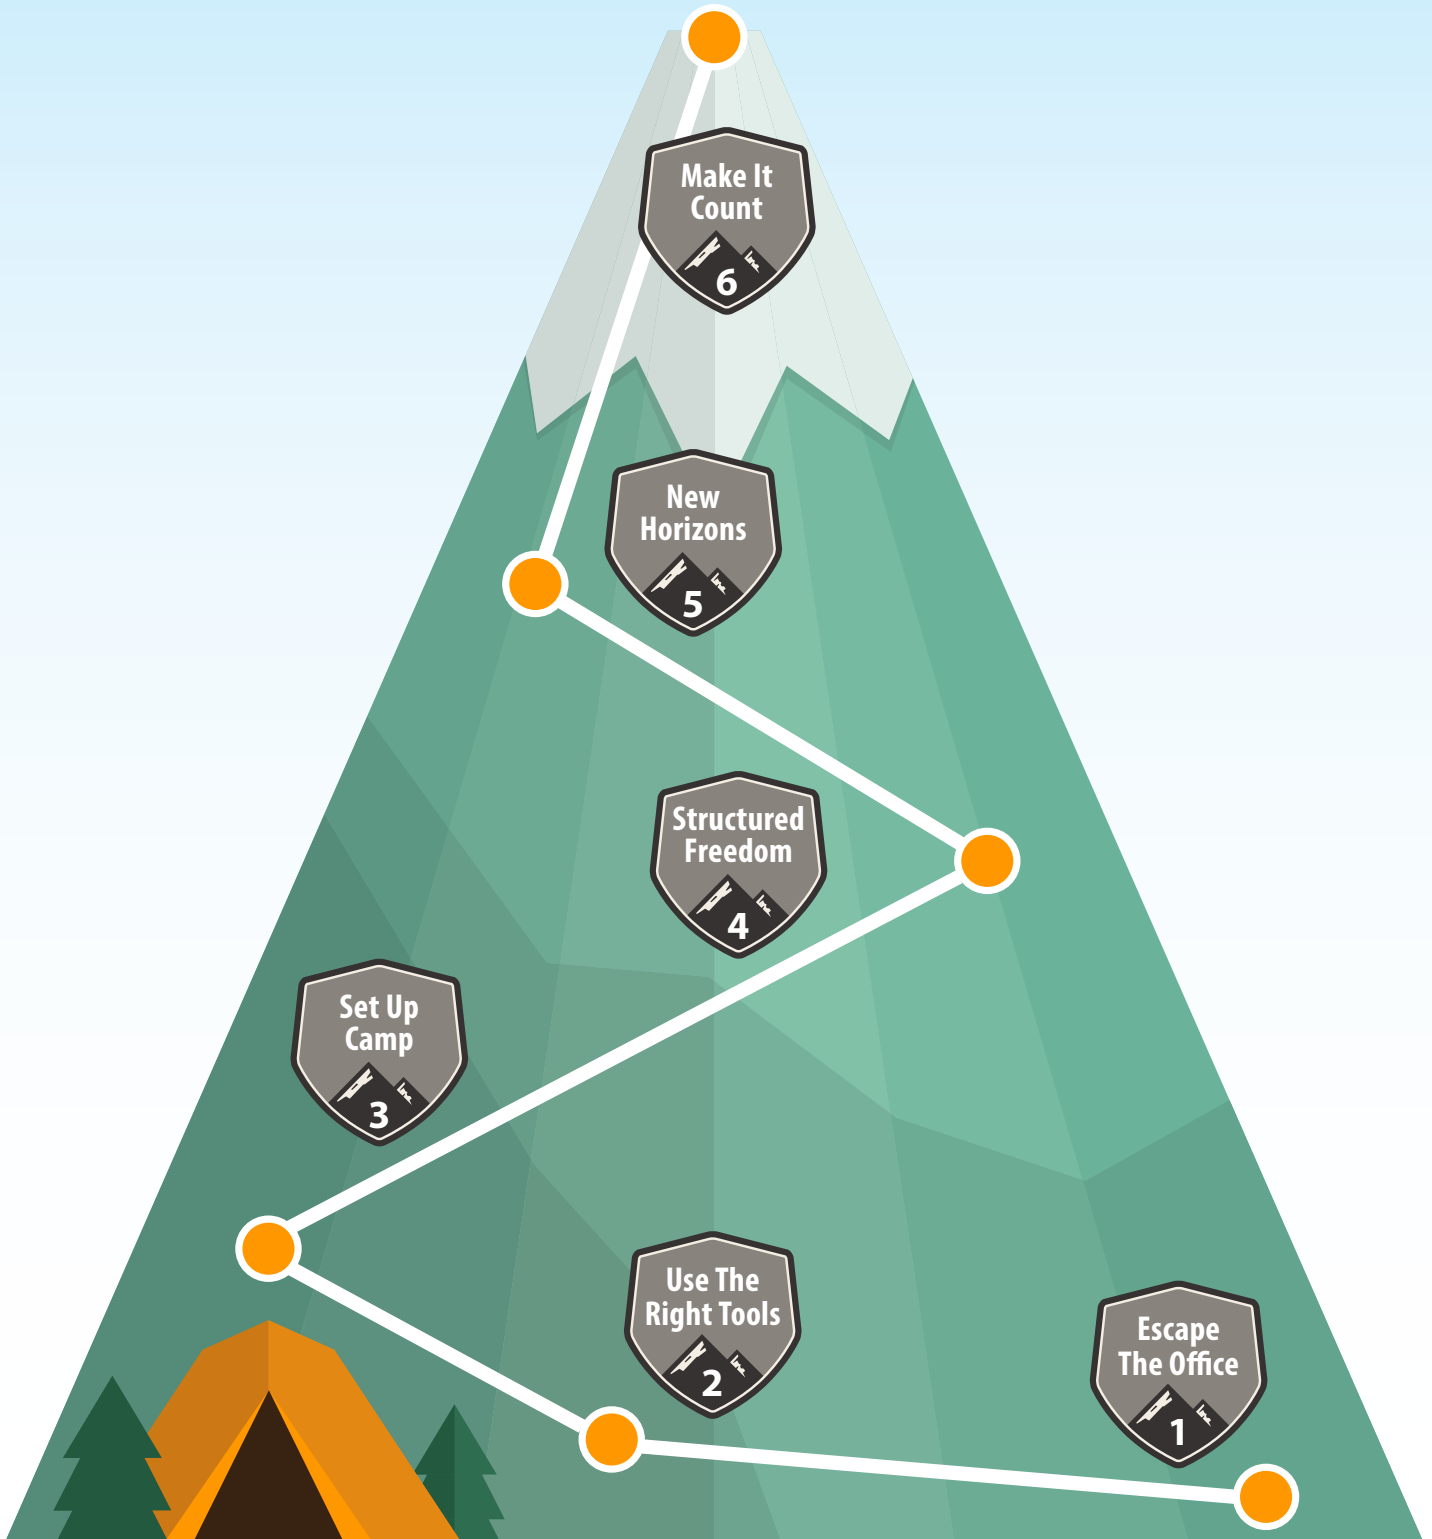 Make It
Count
6
New
Horizons
5
Structured
Freedom
4
Set Up
Camp
3
Use The
Right Tools
2
Escape
The Office
1